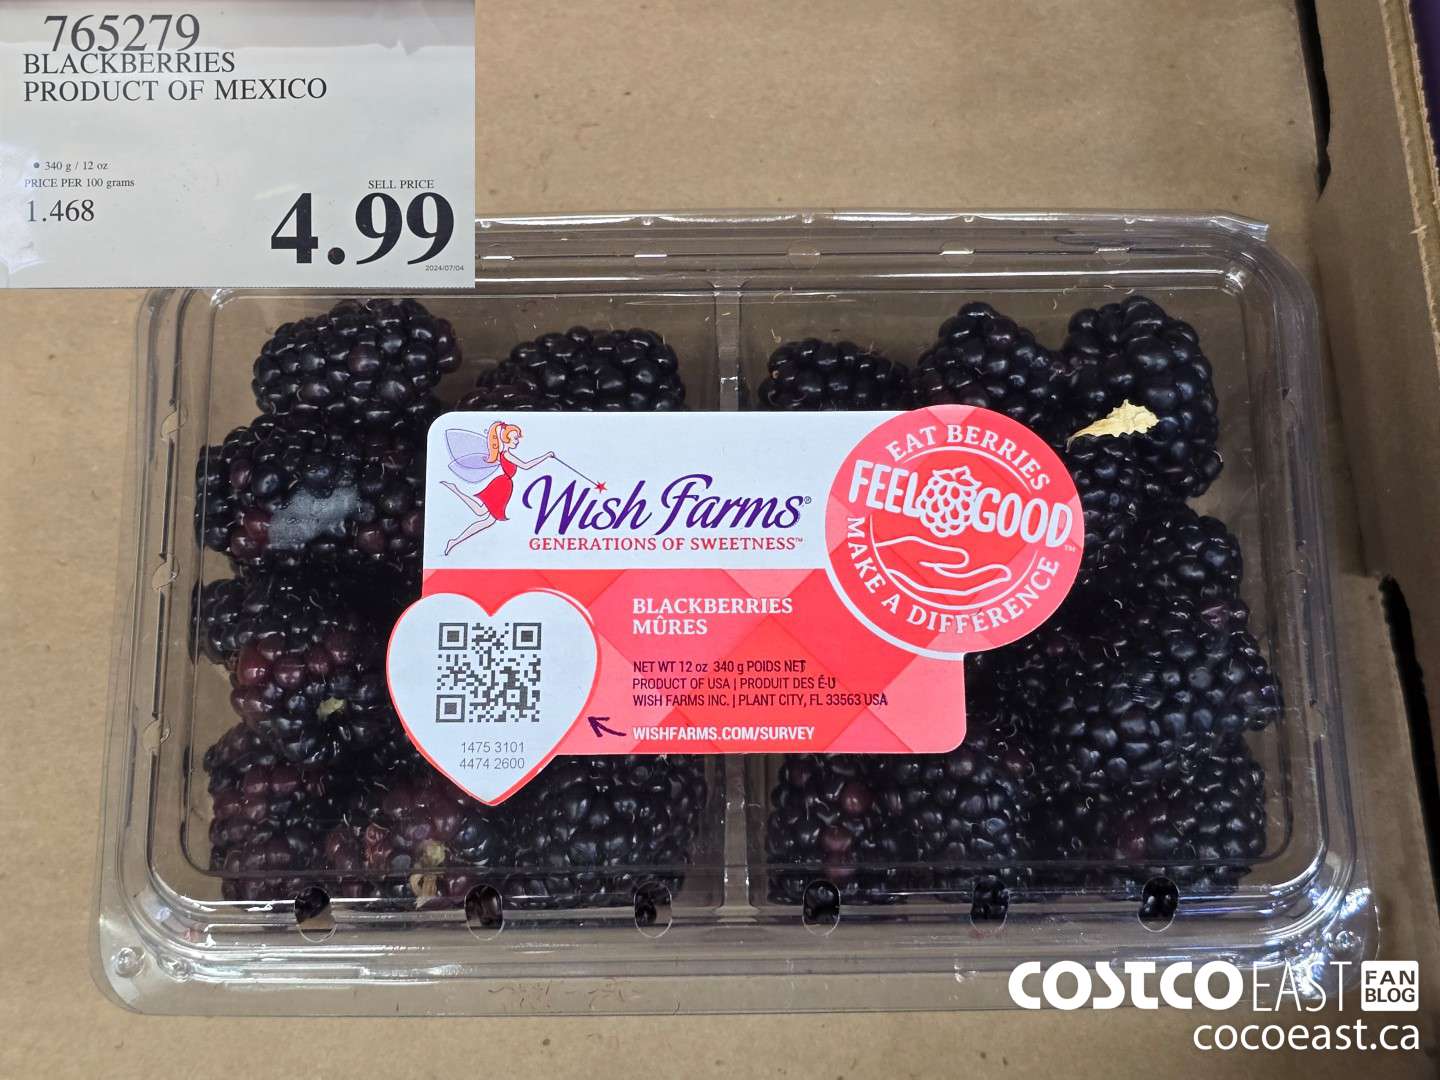 765279
BLACKBERRIES
PRODUCT OF MEXICO
• 340 g / 12 oz
PRICE PER 100 grams
1.468
SELL PRICE
4.99
2024/07/04
Wish Farms®
GENERATIONS OF SWEETNESS™
EAT BERRIES
FEEL GOOD™
MAKE A DIFFERENCE
BLACKBERRIES
MÛRES
NET WT 12 oz 340 g POIDS NET
PRODUCT OF USA | PRODUIT DES É-U
WISH FARMS INC. | PLANT CITY, FL 33563 USA
WISHFARMS.COM/SURVEY
1475 3101
4474 2600
COSTCO EAST FAN BLOG
cocoeast.ca